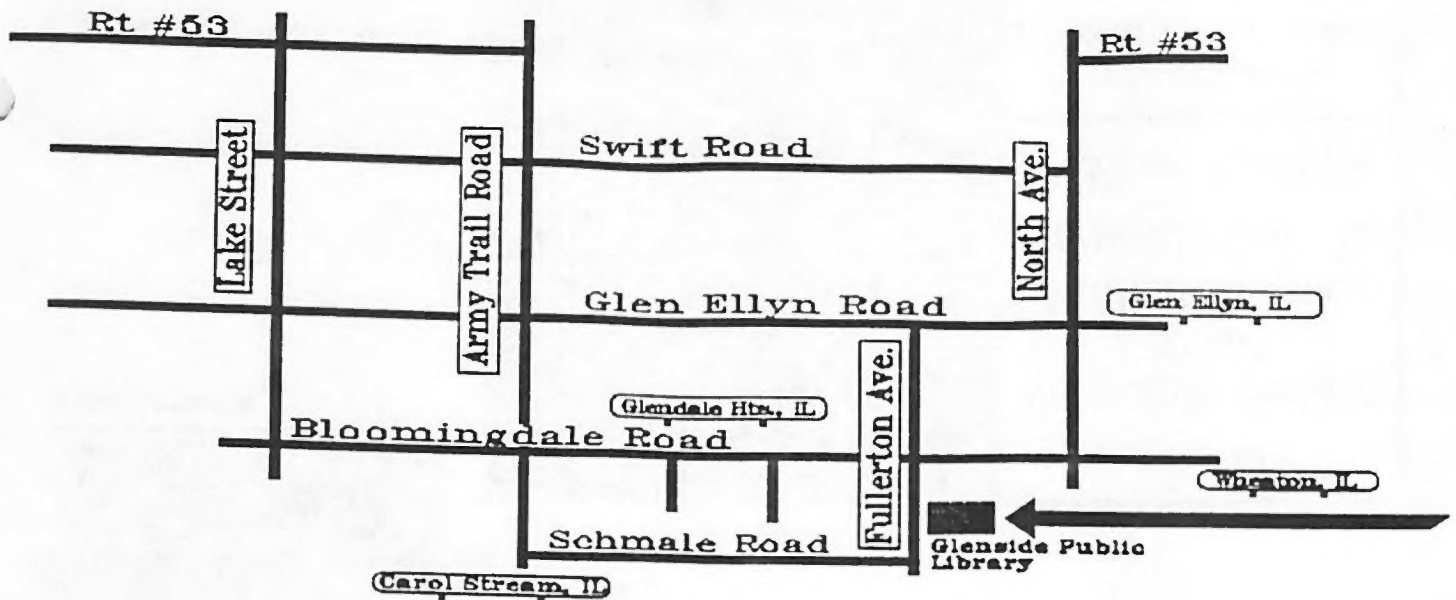 Rt #53
Rt #53
Lake Street
Army Trail Road
Swift Road
North Ave.
Glen Ellyn Road
Glen Ellyn, IL
Fullerton Ave.
Glendale Hts., IL
Bloomingdale Road
Wheaton, IL
Schmale Road
Glenside Public
Library
Carol Stream, IL